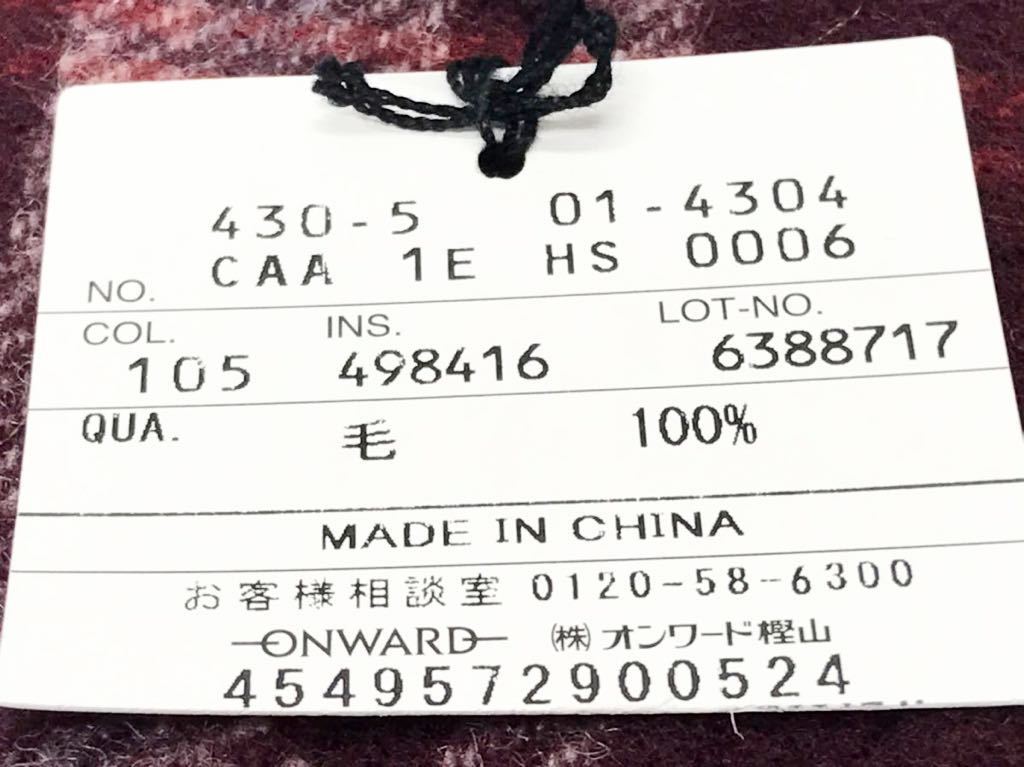 430-5 01-4304
NO. CAA 1E HS 0006
COL. INS. LOT-NO.
105 498416 6388717
QUA. 毛 100%
MADE IN CHINA
お客様相談室 0120-58-6300
ONWARD ㈱オンワード樫山
4549572900524